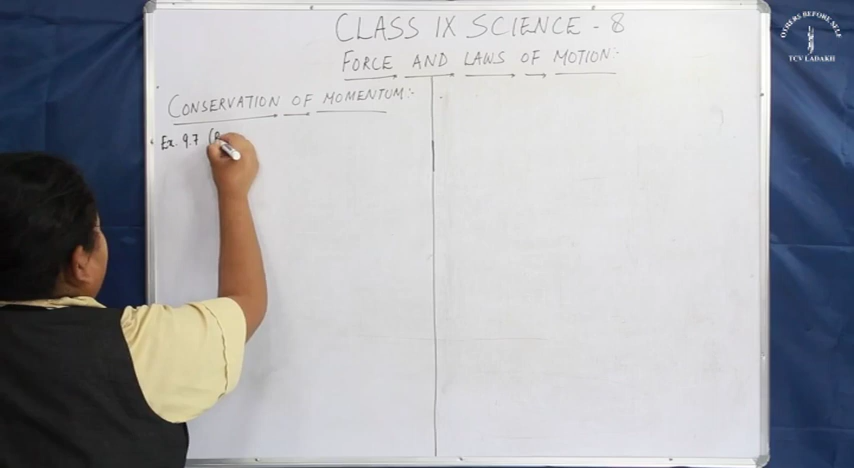 CLASS IX SCIENCE - 8
FORCE AND LAWS OF MOTION:-
CONSERVATION OF MOMENTUM:-
Ex. 9.7 (
OTHERS BEFORE SELF
TCV LADAKH